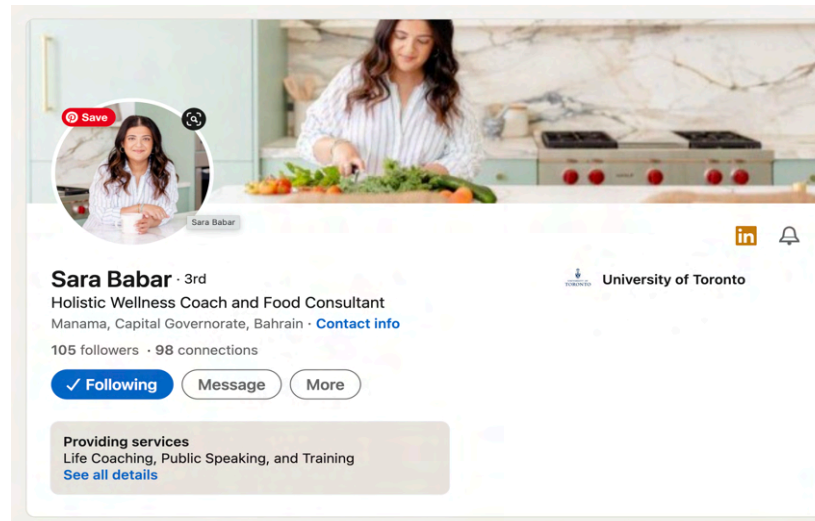 Save
Sara Babar
in
Sara Babar · 3rd
Holistic Wellness Coach and Food Consultant
Manama, Capital Governorate, Bahrain · Contact info
105 followers · 98 connections
✓ Following
Message
More
University of Toronto
Providing services
Life Coaching, Public Speaking, and Training
See all details